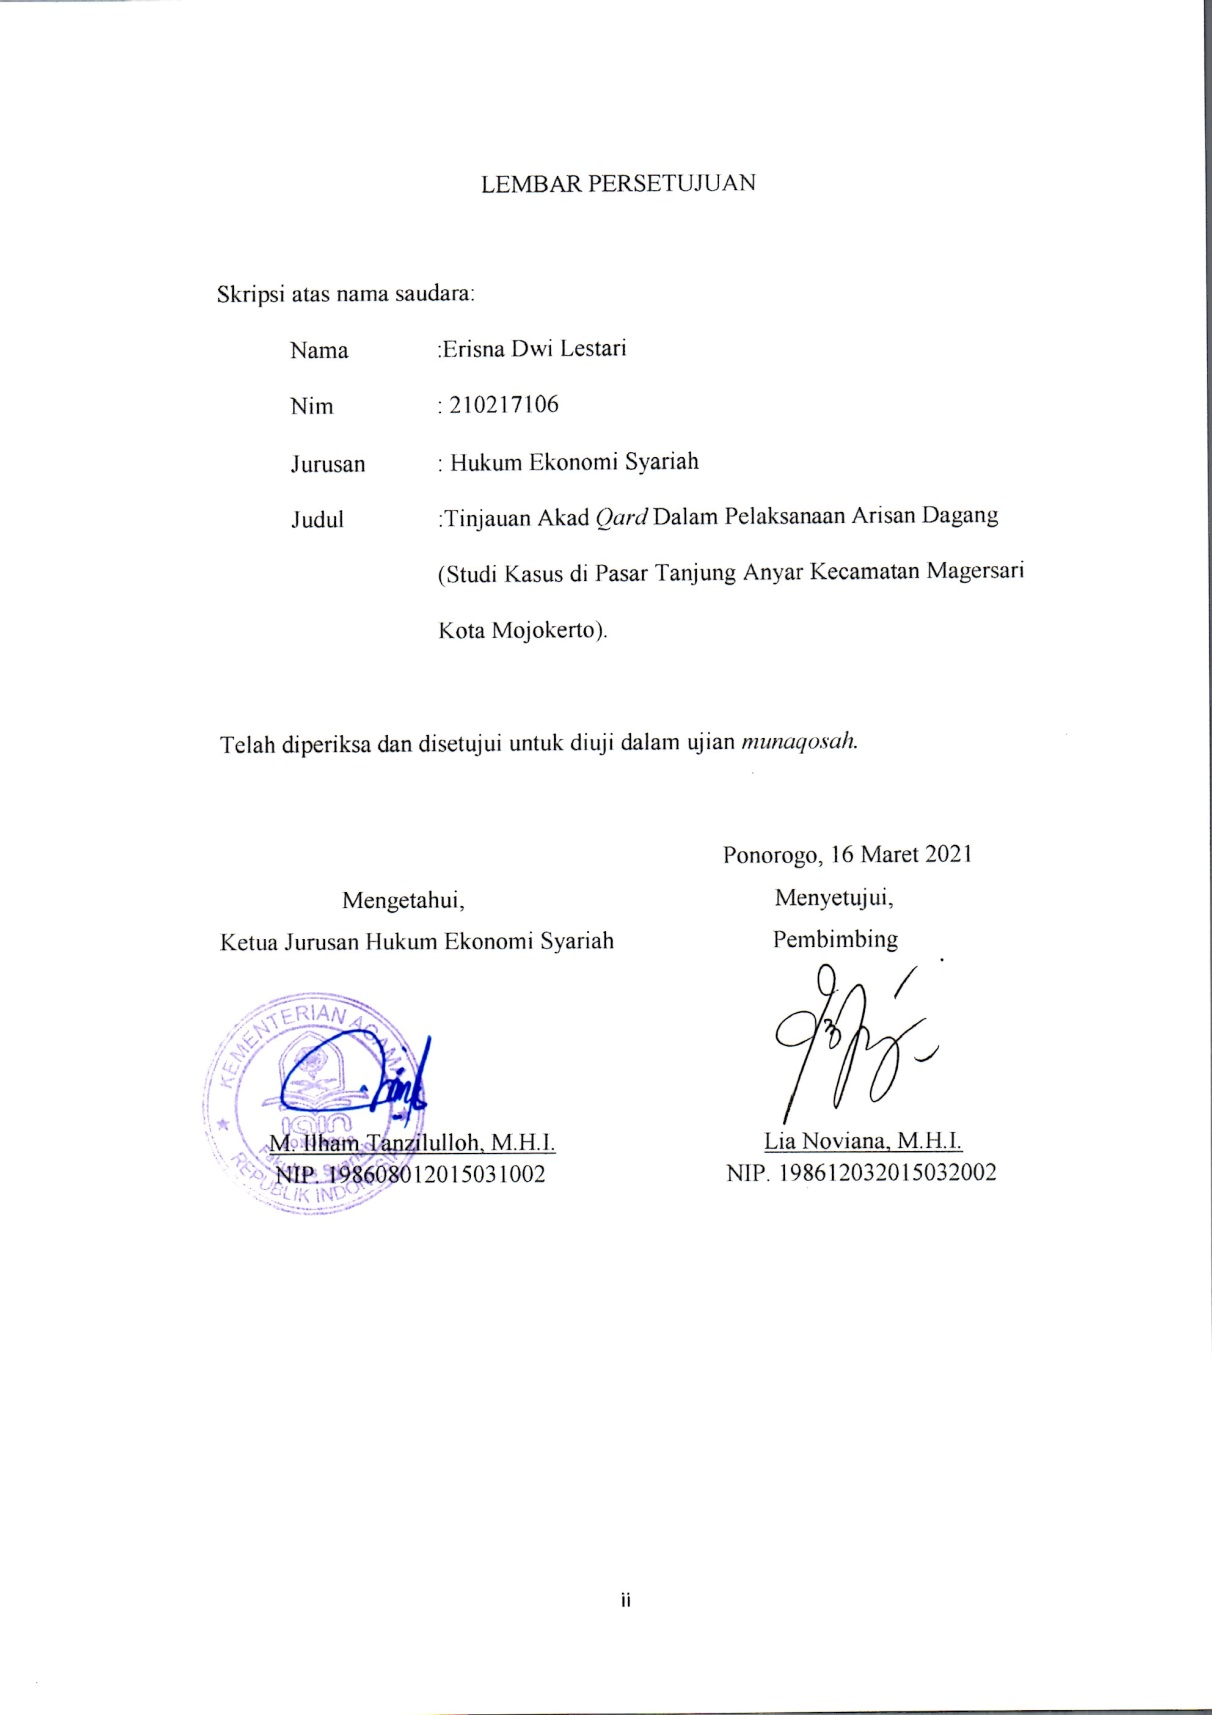 LEMBAR PERSETUJUAN
Skripsi atas nama saudara:
Nama :Erisna Dwi Lestari
Nim : 210217106
Jurusan : Hukum Ekonomi Syariah
Judul :Tinjauan Akad Qard Dalam Pelaksanaan Arisan Dagang
(Studi Kasus di Pasar Tanjung Anyar Kecamatan Magersari
Kota Mojokerto).
Telah diperiksa dan disetujui untuk diuji dalam ujian munaqosah.
Ponorogo, 16 Maret 2021
Mengetahui,
Ketua Jurusan Hukum Ekonomi Syariah
Menyetujui,
Pembimbing
KEMENTERIAN AGAMA
iain
Fakultas Syariah
REPUBLIK INDONESIA
M. Ilham Tanzilulloh, M.H.I.
NIP. 198608012015031002
Lia Noviana, M.H.I.
NIP. 198612032015032002
ii